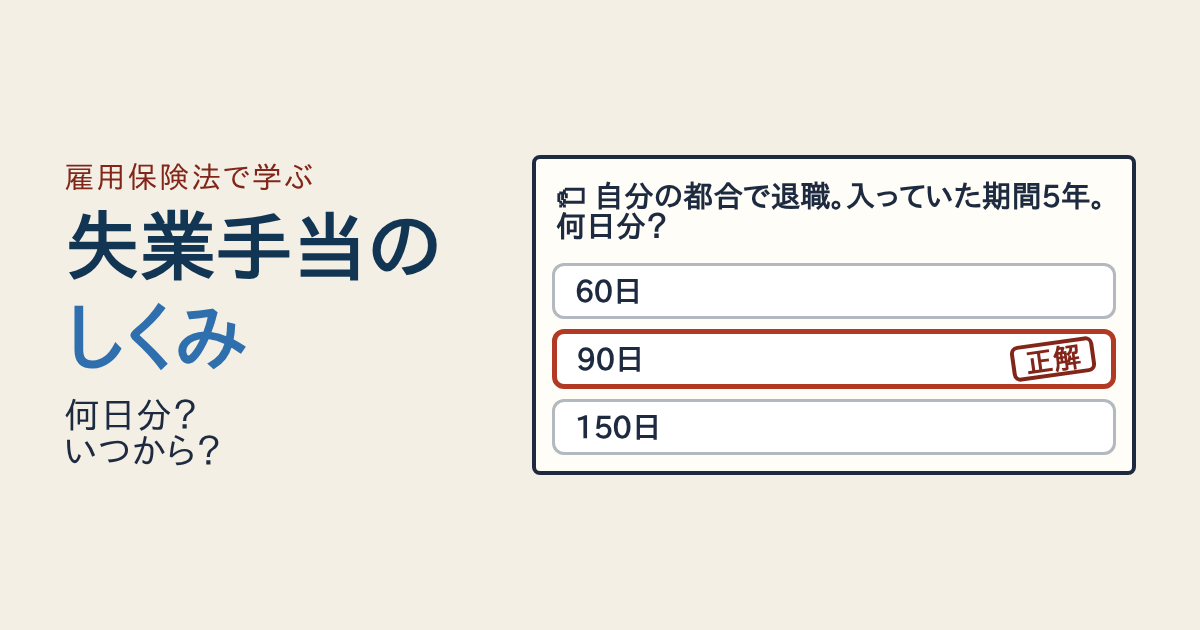 雇用保険法で学ぶ
失業手当の
しくみ
何日分?
いつから?
🏷 自分の都合で退職。入っていた期間5年。
何日分?
60日
90日
正解
150日